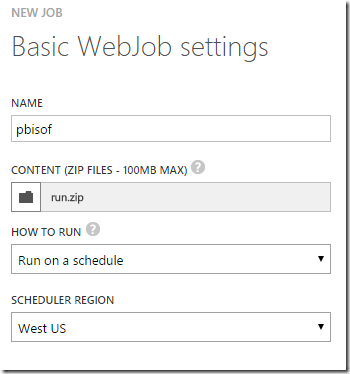 NEW JOB
Basic WebJob settings
NAME
pbisof
CONTENT (ZIP FILES - 100MB MAX) ?
run.zip
HOW TO RUN ?
Run on a schedule
SCHEDULER REGION
West US